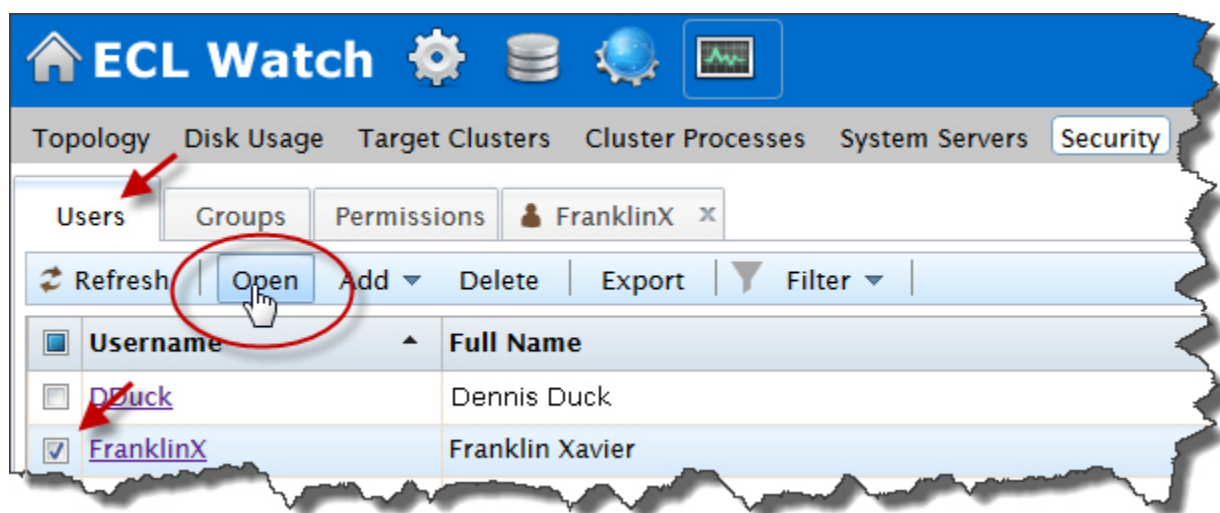 ECL Watch
Topology Disk Usage Target Clusters Cluster Processes System Servers Security
Users Groups Permissions FranklinX x
Refresh Open Add Delete Export Filter
Username Full Name
DDuck Dennis Duck
FranklinX Franklin Xavier